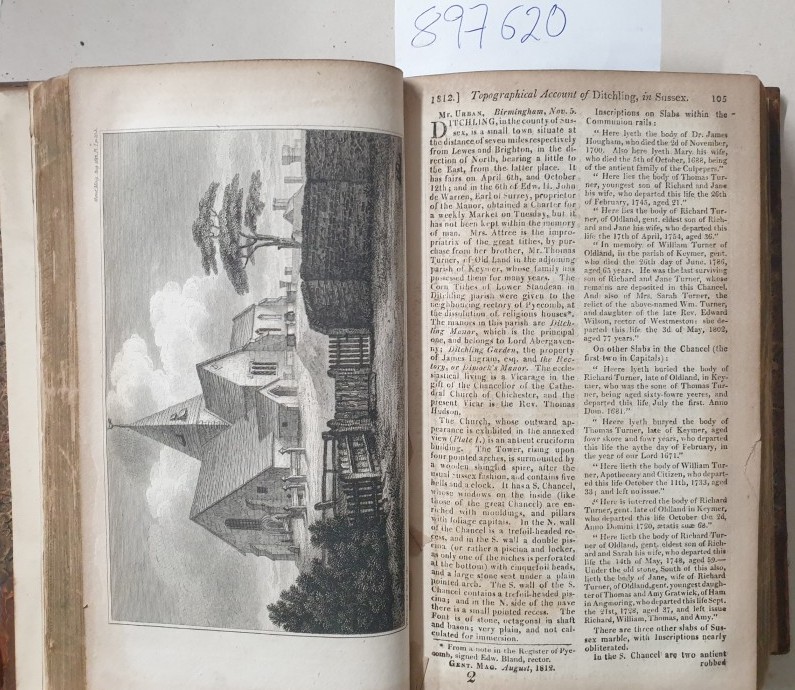 897620
1812.] Topographical Account of Ditchling, in Sussex. 105
Mr. Urban, Birmingham, Nov. 5.
DITCHLING, in the county of Sus-
sex, is a small town situate at
the distance of seven miles respectively
from Lewes and Brighton, in the di-
rection of North, bearing a little to
the East, from the latter place. It
has fairs on April 6th, and October
12th; and in the 6th of Edw. II. John
de Warren, Earl of Surrey, proprietor
of the Manor, obtained a Charter for
a weekly Market on Tuesday, but it
has not been kept within the memory
of man. Mrs. Attree is the impro-
priatrix of the great tithes, by pur-
chase from her brother, Mr. Thomas
Turner, of Old Land in the adjoining
parish of Keymer, whose family has
possessed them for many years. The
Corn Tithes of Lower Standean in
Ditchling parish were given to the
neighbouring rectory of Pyecomb, at
the dissolution of religious houses*.
The manors in this parish are Ditch-
ling Manor, which is the principal
one, and belongs to Lord Abergaven-
ny; Ditchling Garden, the property
of James Ingram, esq. and the Rec-
tory, or Dimock's Manor. The eccle-
siastical living is a Vicarage in the
gift of the Chancellor of the Cathe-
dral Church of Chichester, and the
present Vicar is the Rev. Thomas
Hudson.
The Church, whose outward ap-
pearance is exhibited in the annexed
view (Plate I.) is an antient cruciform
building. The Tower, rising upon
four pointed arches, is surmounted by
a wooden shingled spire, after the
usual Sussex fashion, and contains five
bells and a clock. It has a S. Chancel,
whose windows on the inside (like
those of the great Chancel) are en-
riched with mouldings, and pillars
with foliage capitals. In the N. wall
of the Chancel is a trefoil-headed re-
cess, and in the S. wall a double pis-
cina (or rather a piscina and locker,
as only one of the niches is perforated
at the bottom) with cinquefoil heads,
and a large stone seat under a plain
pointed arch. The S. wall of the S.
Chancel contains a trefoil-headed pis-
cina; and in the N. side of the nave
there is a small pointed recess. The
Font is of stone, octagonal in shaft
and bason; very plain, and not cal-
culated for immersion.
* From a note in the Register of Pye-
comb, signed Edw. Bland, rector.
Gent. Mag. August, 1812.
2
Inscriptions on Slabs within the
Communion rails:
"Here lyeth the body of Dr. James
Hougham, who died the 2d of November,
1700. Also here lyeth Mary his wife,
who died the 5th of October, 1688, being
of the antient family of the Culpepers."
"Here lies the body of Thomas Tur-
ner, youngest son of Richard and Jane
his wife, who departed this life the 26th
of February, 1745, aged 21."
"Here lies the body of Richard Tur-
ner, of Oldland, gent. eldest son of Rich-
ard and Jane his wife, who departed this
life the 17th of April, 1754, aged 36."
"In memory of William Turner of
Oldland, in the parish of Keymer, gent.
who died the 26th day of June, 1786,
aged 65 years. He was the last surviving
son of Richard and Jane Turner, whose
remains are deposited in this Chancel.
And also of Mrs. Sarah Turner, the
relict of the above-named Wm. Turner,
and daughter of the late Rev. Edward
Wilson, rector of Westmeston: she de-
parted this life the 3d of May, 1802,
aged 77 years."
On other Slabs in the Chancel (the
first two in Capitals):
"Heere lyeth buried the body of
Richard Turner, late of Oldland, in Key-
mer, who was the sone of Thomas Tur-
ner, being aged sixty-fowre yeeres, and
departed this life July the first. Anno
Dom. 1681."
"Heere lyeth buryed the body of
Thomas Turner, late of Keymer, aged
fowr skore and fowr years, who departed
this life the aythe day of February, in
the year of our Lord 1671."
"Here lieth the body of William Tur-
ner, Apothecary and Citizen, who depart-
ed this life October the 11th, 1733, aged
33; and left no issue."
"Here is interred the body of Richard
Turner, gent. late of Oldland in Keymer,
who departed this life October the 2d,
Anno Domini 1720, ætatis suæ 6
"Here lieth the body of Richard Tur-
ner of Oldland, gent. eldest son of Rich-
ard and Sarah his wife, who departed this
life the 14th of May, 1748, aged 59.—
Under the old stone, South of this also,
lieth the body of Jane, wife of Richard
Turner, of Oldland, gent. youngest daugh-
ter of Thomas and Amy Gratwick, of Ham
in Angmoring, who departed this life Sept.
the 21st, 1728, aged 37, and left issue
Richard, William, Thomas, and Amy."
There are three other slabs of Sus-
sex marble, with Inscriptions nearly
obliterated.
In the S. Chancel are two antient
robbed